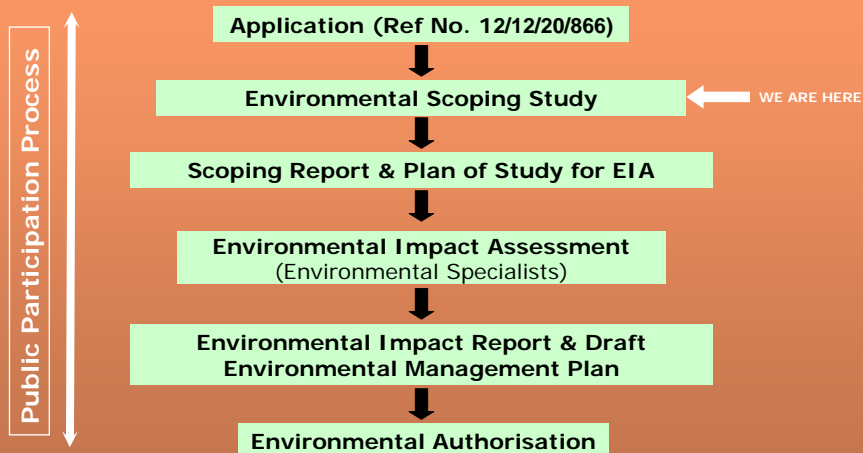 Application (Ref No. 12/12/20/866)
Environmental Scoping Study
WE ARE HERE
Scoping Report & Plan of Study for EIA
Environmental Impact Assessment
(Environmental Specialists)
Environmental Impact Report & Draft
Environmental Management Plan
Environmental Authorisation
Public Participation Process